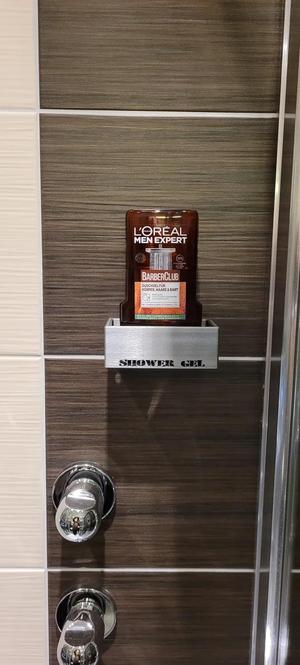 L'ORÉAL
MEN EXPERT
BARBERCLUB
DUSCHGEL FÜR
KÖRPER, HAARE & BART
SHOWER GEL